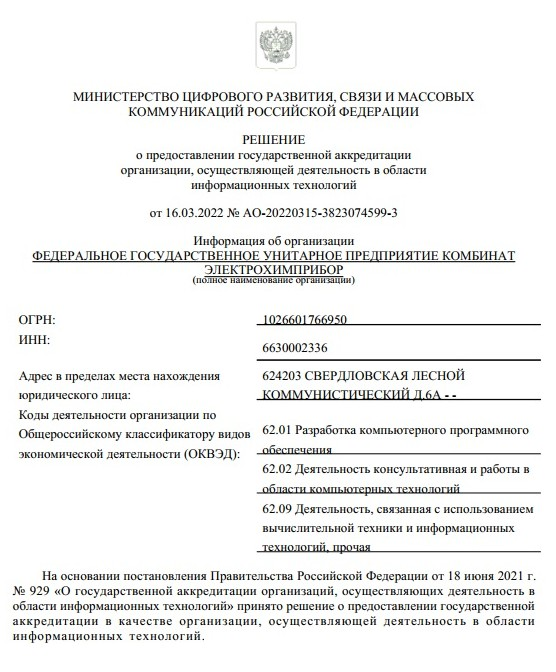 МИНИСТЕРСТВО ЦИФРОВОГО РАЗВИТИЯ, СВЯЗИ И МАССОВЫХ
КОММУНИКАЦИЙ РОССИЙСКОЙ ФЕДЕРАЦИИ
РЕШЕНИЕ
о предоставлении государственной аккредитации
организации, осуществляющей деятельность в области
информационных технологий
от 16.03.2022 № АО-20220315-3823074599-3
Информация об организации
ФЕДЕРАЛЬНОЕ ГОСУДАРСТВЕННОЕ УНИТАРНОЕ ПРЕДПРИЯТИЕ КОМБИНАТ
ЭЛЕКТРОХИМПРИБОР
(полное наименование организации)
ОГРН: 1026601766950
ИНН: 6630002336
Адрес в пределах места нахождения 624203 СВЕРДЛОВСКАЯ ЛЕСНОЙ
юридического лица: КОММУНИСТИЧЕСКИЙ Д.6А - -
Коды деятельности организации по
Общероссийскому классификатору видов
экономической деятельности (ОКВЭД):
62.01 Разработка компьютерного программного
обеспечения
62.02 Деятельность консультативная и работы в
области компьютерных технологий
62.09 Деятельность, связанная с использованием
вычислительной техники и информационных
технологий, прочая
На основании постановления Правительства Российской Федерации от 18 июня 2021 г.
№ 929 «О государственной аккредитации организаций, осуществляющих деятельность в
области информационных технологий» принято решение о предоставлении государственной
аккредитации в качестве организации, осуществляющей деятельность в области
информационных технологий.